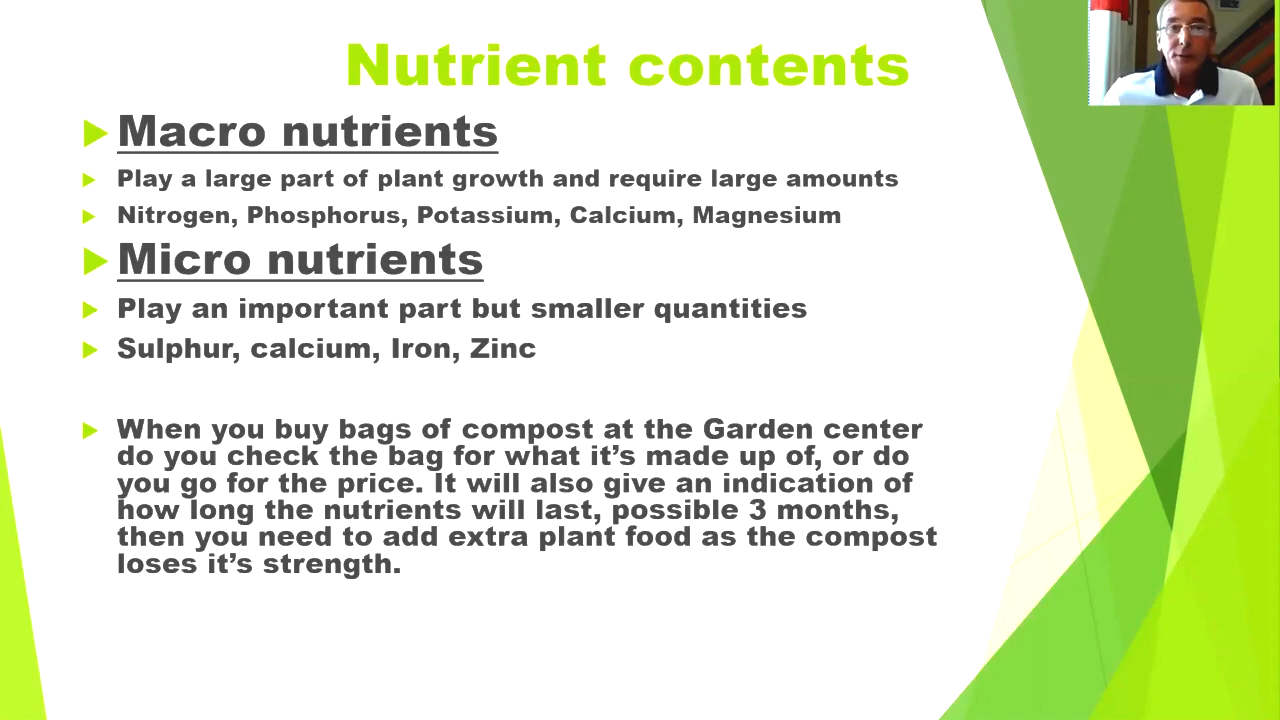 Nutrient contents
Macro nutrients
Play a large part of plant growth and require large amounts
Nitrogen, Phosphorus, Potassium, Calcium, Magnesium
Micro nutrients
Play an important part but smaller quantities
Sulphur, calcium, Iron, Zinc
When you buy bags of compost at the Garden center
do you check the bag for what it’s made up of, or do
you go for the price. It will also give an indication of
how long the nutrients will last, possible 3 months,
then you need to add extra plant food as the compost
loses it’s strength.